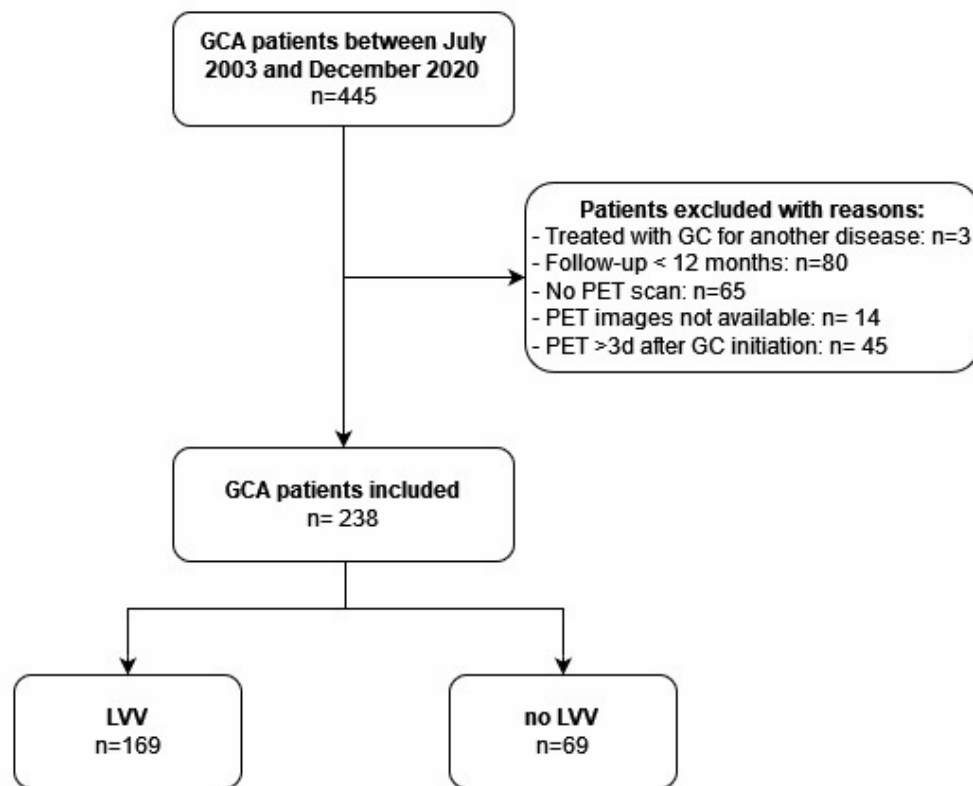 GCA patients between July
2003 and December 2020
n=445
Patients excluded with reasons:
- Treated with GC for another disease: n=3
- Follow-up < 12 months: n=80
- No PET scan: n=65
- PET images not available: n= 14
- PET >3d after GC initiation: n= 45
GCA patients included
n= 238
LVV
n=169
no LVV
n=69